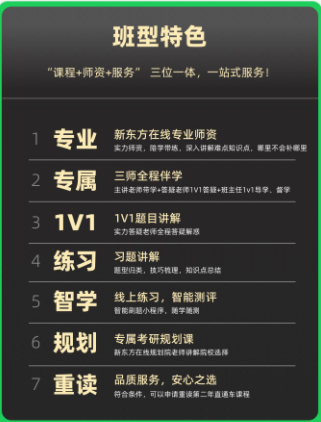 班型特色
“课程+师资+服务” 三位一体，一站式服务！
1 专业 新东方在线专业师资
实力师资，陪学带练，深入讲解难点知识点，哪里不会补哪里
2 专属 三师全程伴学
主讲老师带学+答疑老师1V1答疑+班主任1v1导学、督学
3 1V1 1V1题目讲解
实力答疑老师全程答疑解惑
4 练习 习题讲解
题型归类，技巧梳理，知识点总结
5 智学 线上练习，智能测评
智能刷题小程序，随学随测
6 规划 专属考研规划课
新东方在线规划院老师讲解院校选择
7 重读 品质服务，安心之选
符合条件，可以申请重读第二年直通车课程